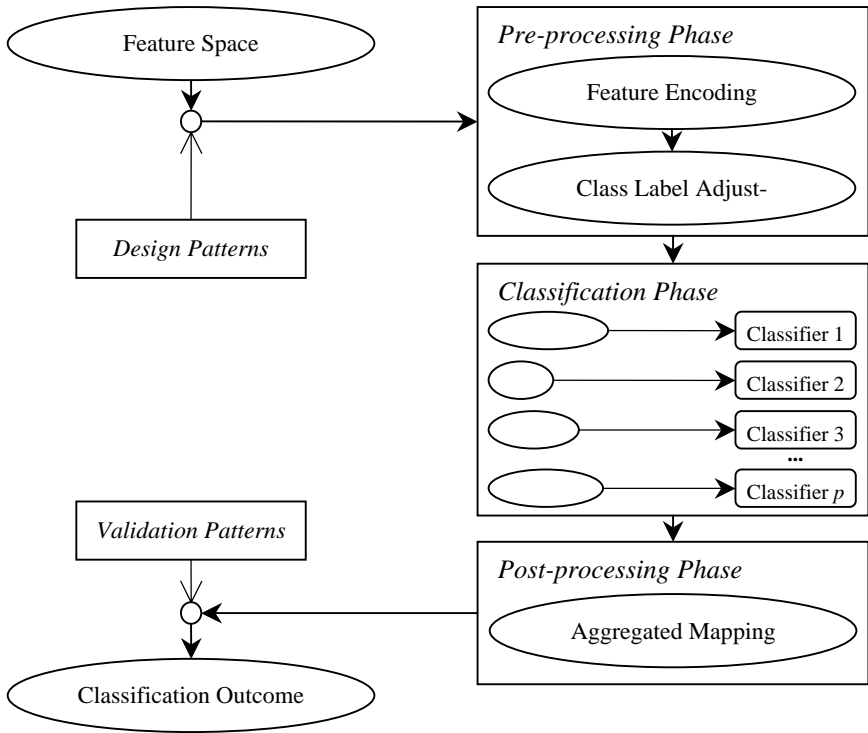 Feature Space
Pre-processing Phase
Feature Encoding
Class Label Adjust-
Design Patterns
Classification Phase
Classifier 1
Classifier 2
Classifier 3
...
Classifier p
Validation Patterns
Post-processing Phase
Aggregated Mapping
Classification Outcome